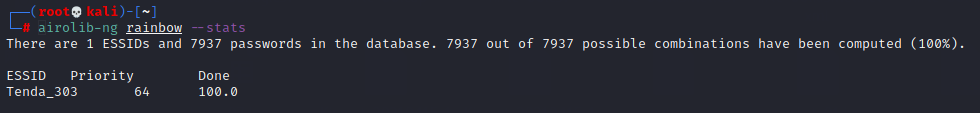 ┌──(root💀kali)-[~]
└─# airolib-ng rainbow --stats
There are 1 ESSIDs and 7937 passwords in the database. 7937 out of 7937 possible combinations have been computed (100%).
ESSID Priority Done
Tenda_303 64 100.0